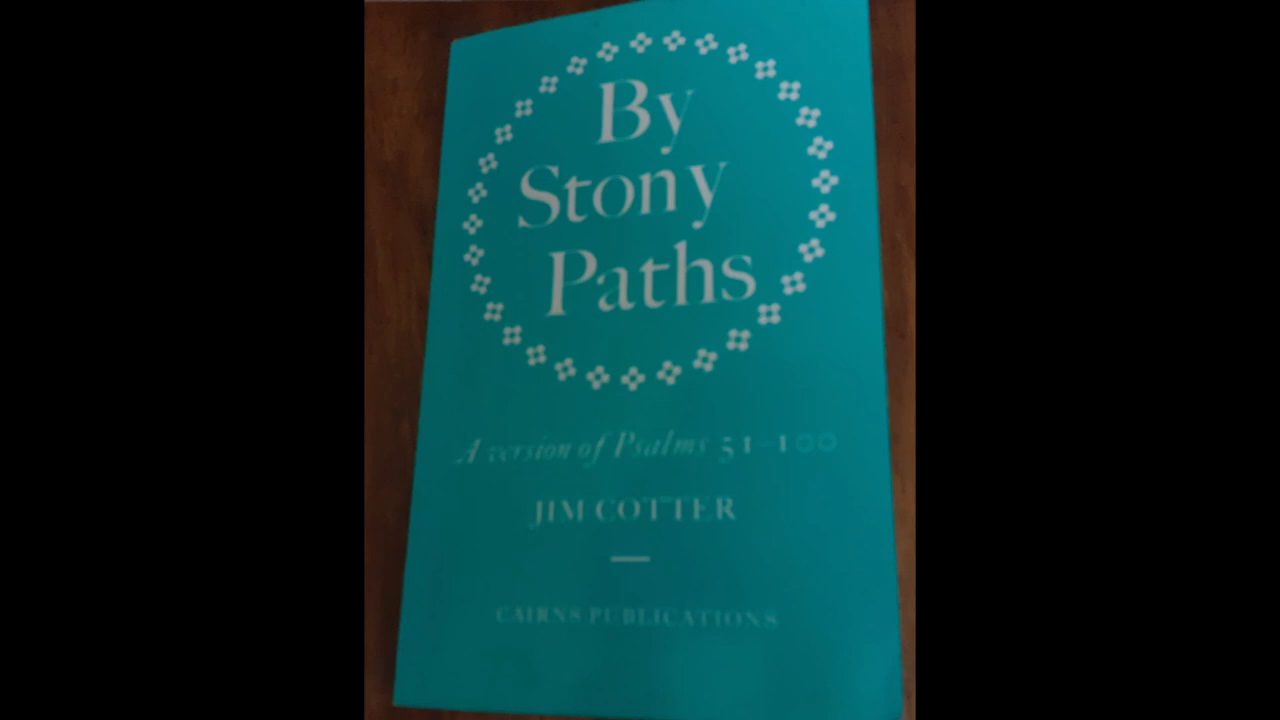 By
Stony
Paths
A version of Psalms 51–100
JIM COTTER
CAIRNS PUBLICATIONS